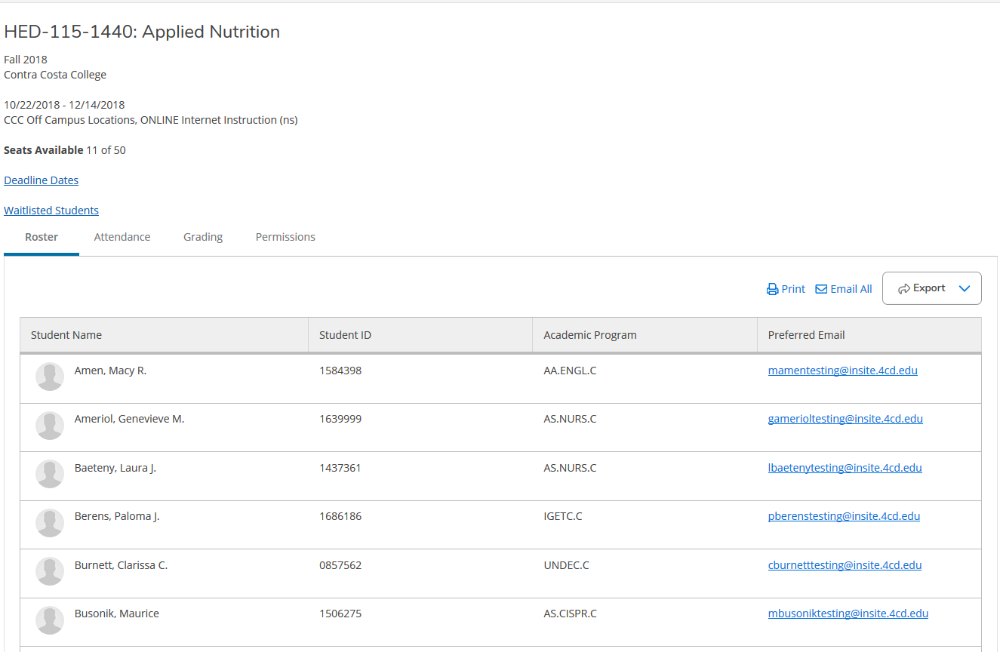 HED-115-1440: Applied Nutrition
Fall 2018
Contra Costa College
10/22/2018 - 12/14/2018
CCC Off Campus Locations, ONLINE Internet Instruction (ns)
Seats Available 11 of 50
Deadline Dates
Waitlisted Students
Roster Attendance Grading Permissions
Print Email All Export
Student Name Student ID Academic Program Preferred Email
Amen, Macy R. 1584398 AA.ENGL.C mamentesting@insite.4cd.edu
Ameriol, Genevieve M. 1639999 AS.NURS.C gamerioltesting@insite.4cd.edu
Baeteny, Laura J. 1437361 AS.NURS.C lbaetenytesting@insite.4cd.edu
Berens, Paloma J. 1686186 IGETC.C pberenstesting@insite.4cd.edu
Burnett, Clarissa C. 0857562 UNDEC.C cburnetttesting@insite.4cd.edu
Busonik, Maurice 1506275 AS.CISPR.C mbusoniktesting@insite.4cd.edu